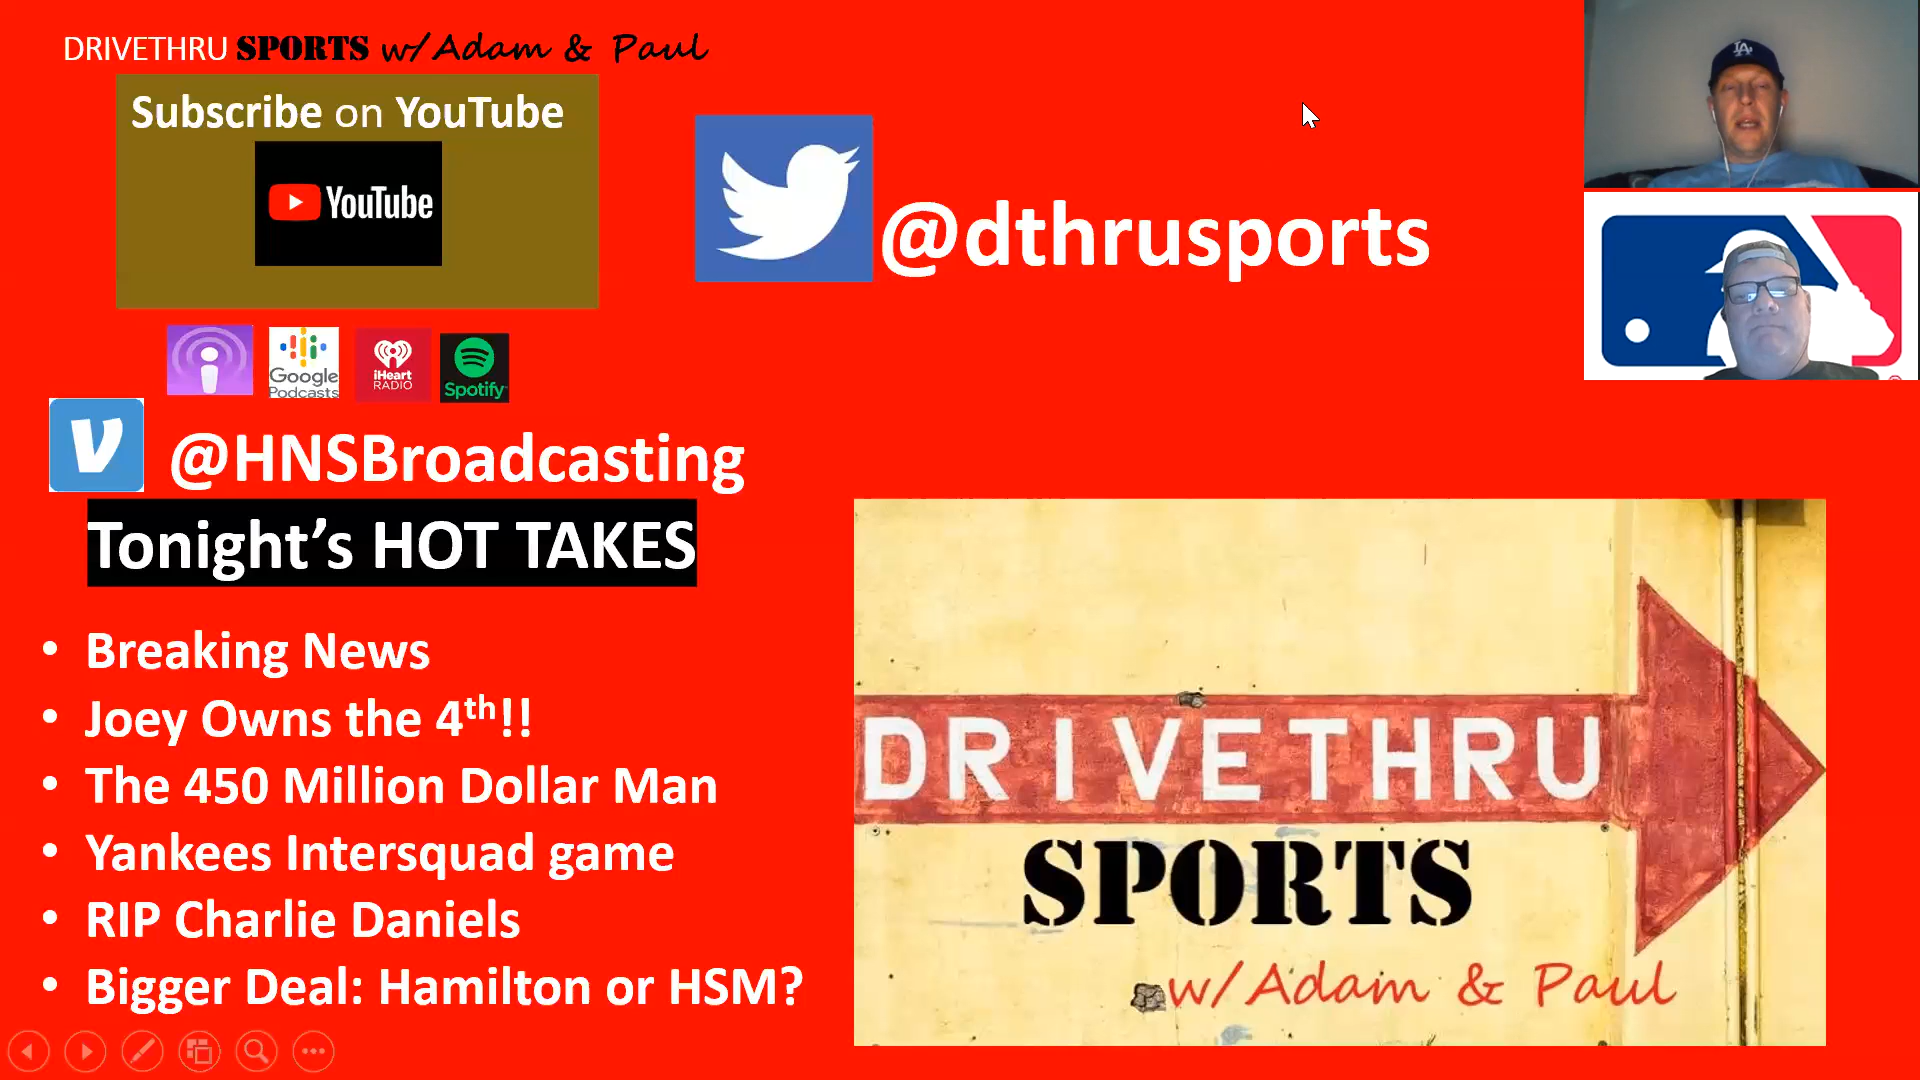 DRIVETHRU SPORTS w/Adam & Paul
Subscribe on YouTube
YouTube
@dthrusports
LA
Google
Podcasts
iHeart
RADIO
Spotify
V @HNSBroadcasting
Tonight's HOT TAKES
• Breaking News
• Joey Owns the 4th!!
• The 450 Million Dollar Man
• Yankees Intersquad game
• RIP Charlie Daniels
• Bigger Deal: Hamilton or HSM?
DRIVETHRU
SPORTS
w/Adam & Paul